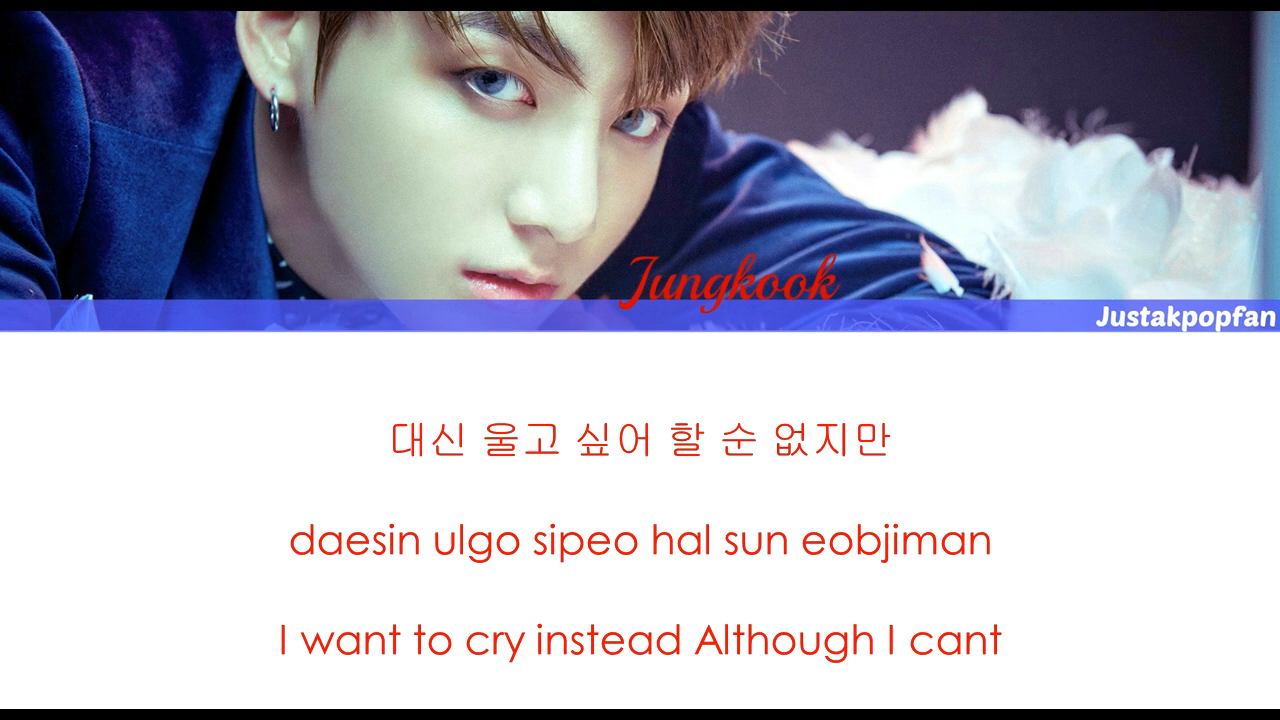 Jungkook
Justakpopfan
대신 울고 싶어 할 순 없지만
daesin ulgo sipeo hal sun eobjiman
I want to cry instead Although I cant